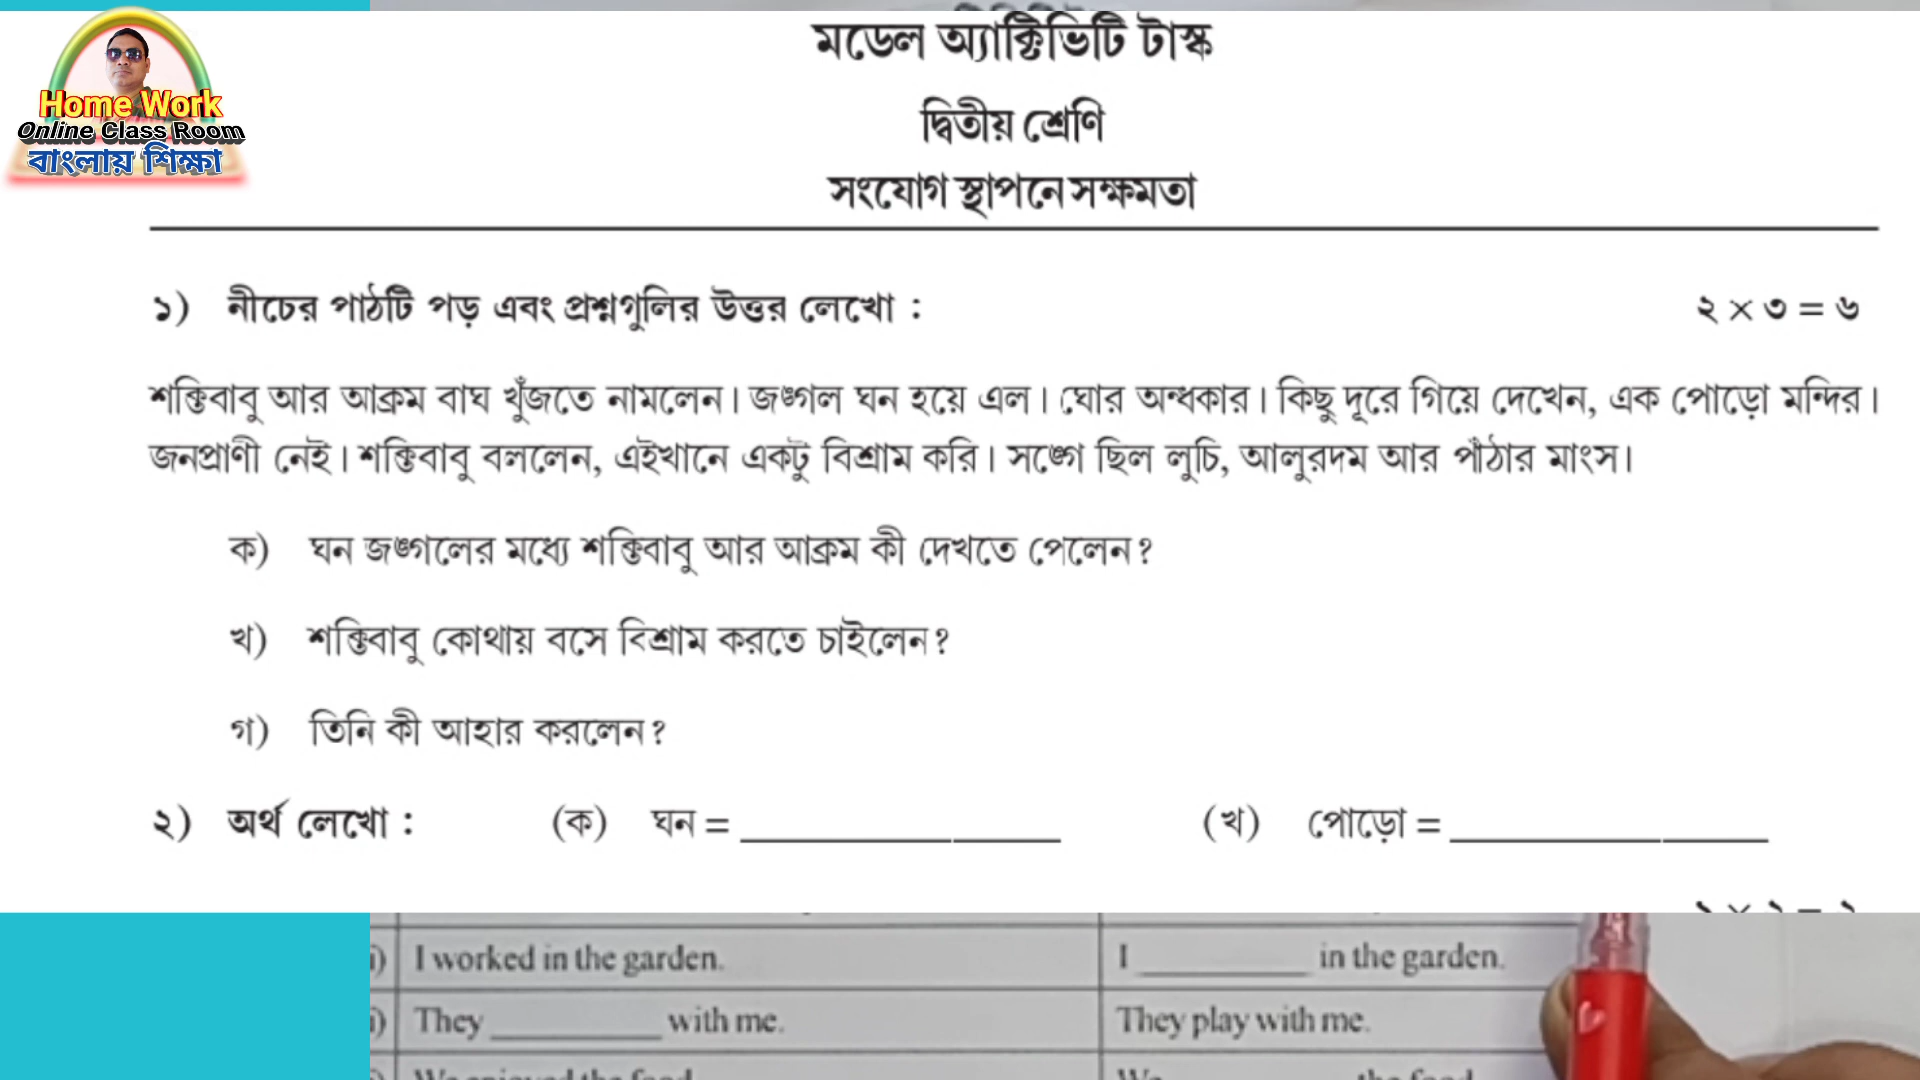 Home Work
Online Class Room
বাংলায় শিক্ষা
মডেল অ্যাক্টিভিটি টাস্ক
দ্বিতীয় শ্রেণি
সংযোগ স্থাপনে সক্ষমতা
১) নীচের পাঠটি পড় এবং প্রশ্নগুলির উত্তর লেখো : ২ × ৩ = ৬
শক্তিবাবু আর আক্রম বাঘ খুঁজতে নামলেন। জঙ্গল ঘন হয়ে এল। ঘোর অন্ধকার। কিছু দূরে গিয়ে দেখেন, এক পোড়ো মন্দির।
জনপ্রাণী নেই। শক্তিবাবু বললেন, এইখানে একটু বিশ্রাম করি। সঙ্গে ছিল লুচি, আলুরদম আর পাঁঠার মাংস।
ক) ঘন জঙ্গলের মধ্যে শক্তিবাবু আর আক্রম কী দেখতে পেলেন?
খ) শক্তিবাবু কোথায় বসে বিশ্রাম করতে চাইলেন?
গ) তিনি কী আহার করলেন?
২) অর্থ লেখো : (ক) ঘন = ______________ (খ) পোড়ো = ______________
I worked in the garden. I ________ in the garden.
They ________ with me. They play with me.